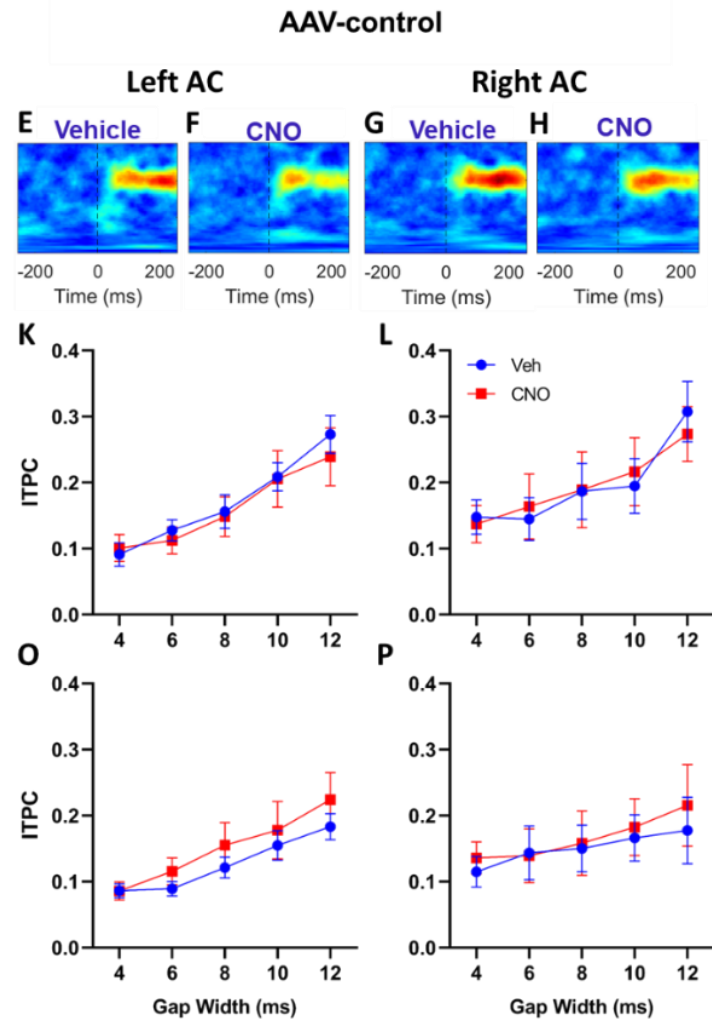 AAV-control
Left AC Right AC
E Vehicle F CNO G Vehicle H CNO
-200 0 200 -200 0 200 -200 0 200 -200 0 200
Time (ms) Time (ms) Time (ms) Time (ms)
K L
0.4 0.4
Veh
CNO
0.3 0.3
ITPC
0.2 0.2
0.1 0.1
0.0 0.0
4 6 8 10 12 4 6 8 10 12
O P
0.4 0.4
0.3 0.3
ITPC
0.2 0.2
0.1 0.1
0.0 0.0
4 6 8 10 12 4 6 8 10 12
Gap Width (ms) Gap Width (ms)